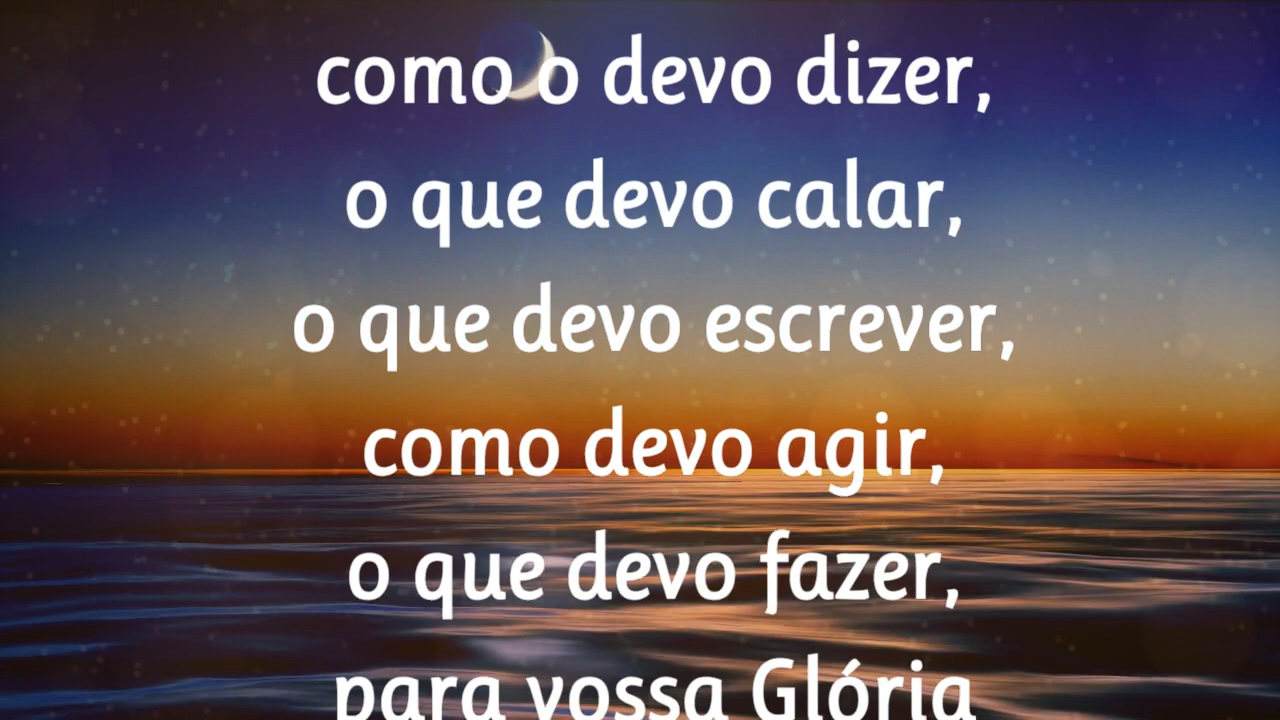 como o devo dizer,
o que devo calar,
o que devo escrever,
como devo agir,
o que devo fazer,
para vossa Glória